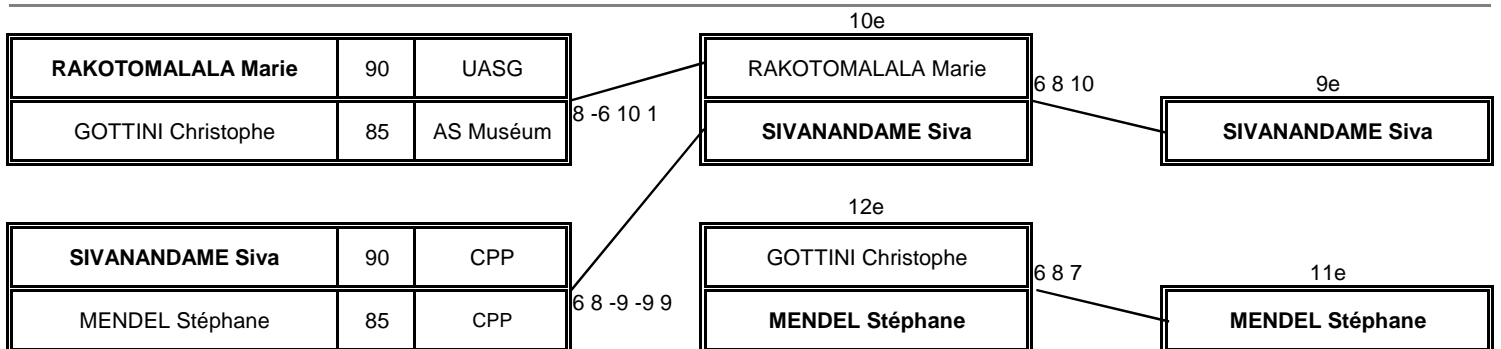 10e
RAKOTOMALALA Marie 90 UASG
RAKOTOMALALA Marie
6 8 10
9e
8 -6 10 1
GOTTINI Christophe 85 AS Muséum
SIVANANDAME Siva
SIVANANDAME Siva
12e
SIVANANDAME Siva 90 CPP
GOTTINI Christophe
6 8 7
11e
6 8 -9 -9 9
MENDEL Stéphane 85 CPP
MENDEL Stéphane
MENDEL Stéphane